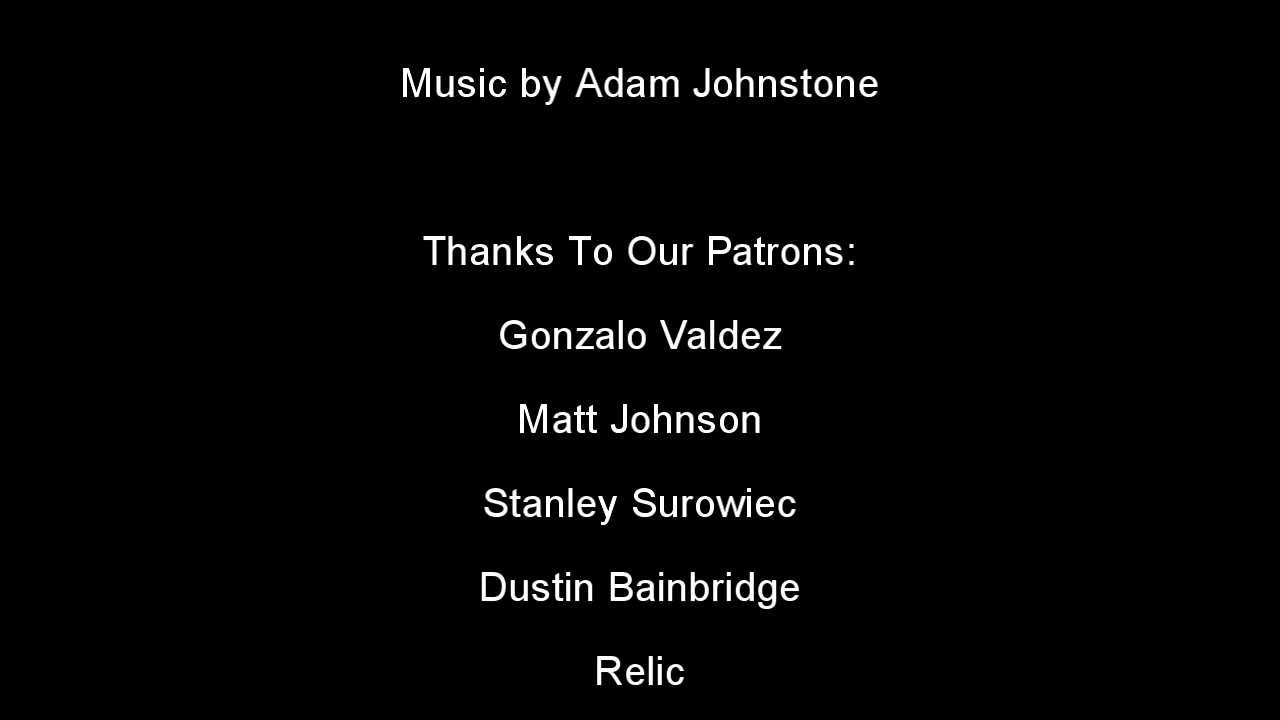 Music by Adam Johnstone
Thanks To Our Patrons:
Gonzalo Valdez
Matt Johnson
Stanley Surowiec
Dustin Bainbridge
Relic